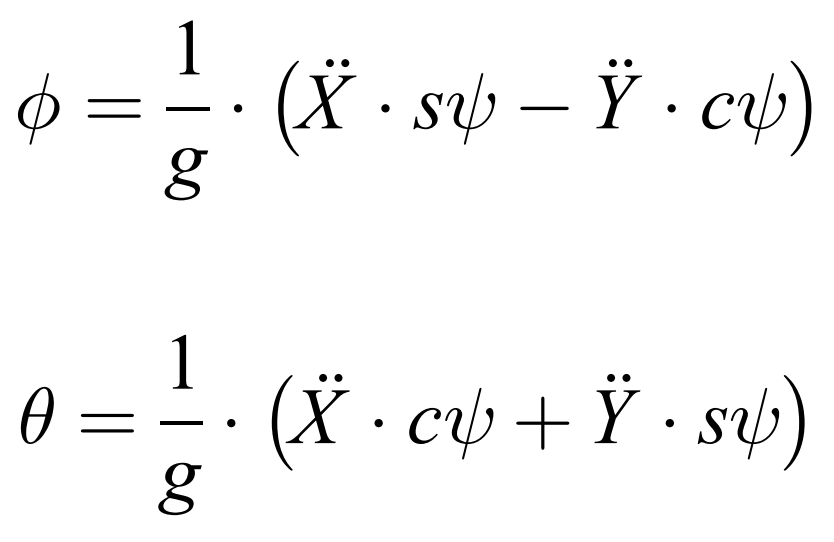 ϕ = 1/g · (Ẍ · sψ − Ÿ · cψ)
θ = 1/g · (Ẍ · cψ + Ÿ · sψ)